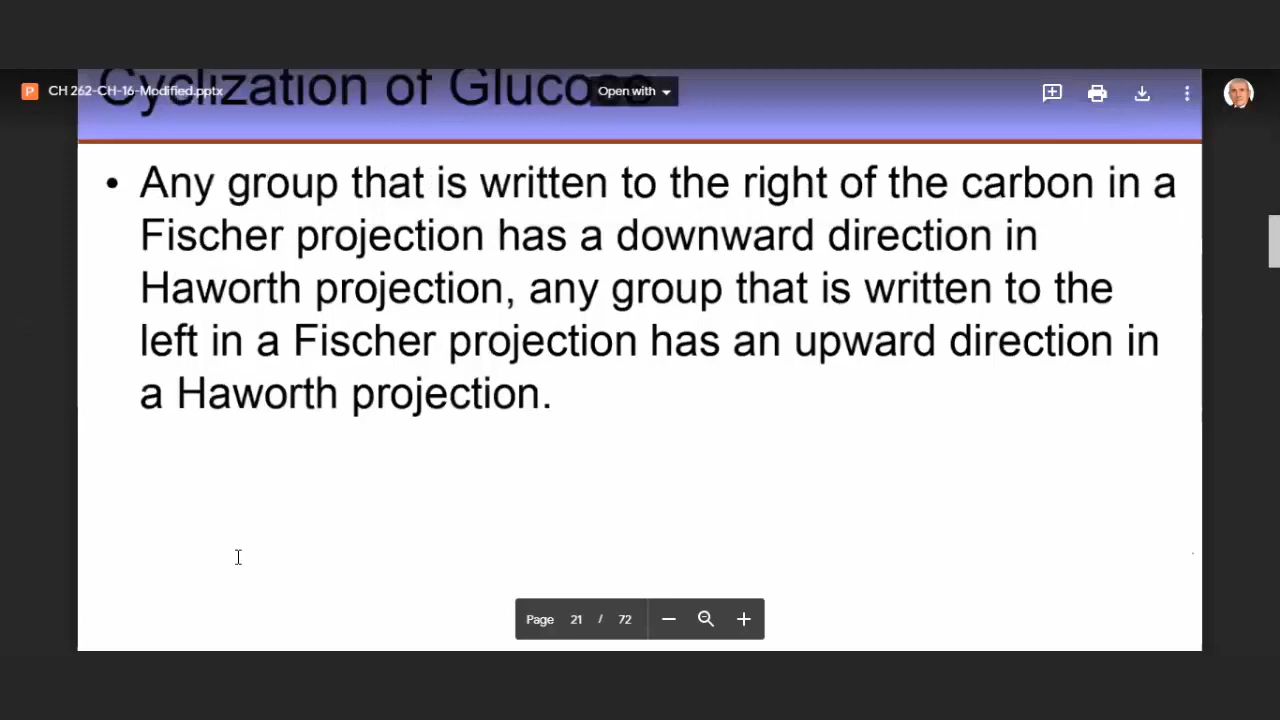 Cyclization of Glucose
CH 262-CH-16-Modified.pptx
Open with
• Any group that is written to the right of the carbon in a
Fischer projection has a downward direction in
Haworth projection, any group that is written to the
left in a Fischer projection has an upward direction in
a Haworth projection.
Page 21 / 72